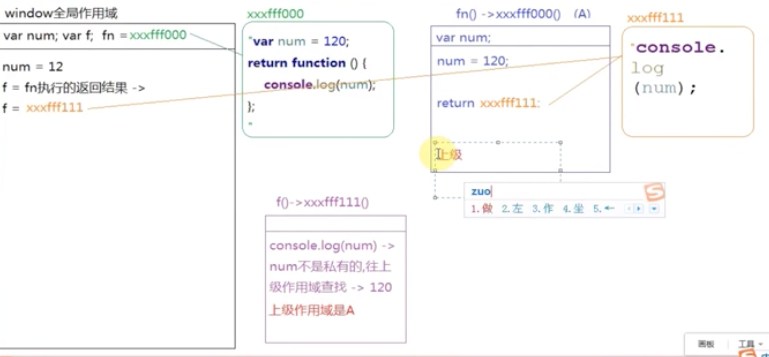 window全局作用域
var num; var f; fn =xxxfff000
num = 12
f = fn执行的返回结果 ->
f = xxxfff111
xxxfff000
"var num = 120;
return function () {
console.log(num);
};
"
fn() ->xxxfff000() (A)
var num;
num = 120;
return xxxfff111;
上级
xxxfff111
"console.
log
(num);
zuo
1.做 2.左 3.作 4.坐 5.←
f()->xxxfff111()
console.log(num) ->
num不是私有的,往上
级作用域查找 -> 120
上级作用域是A
画板 工具